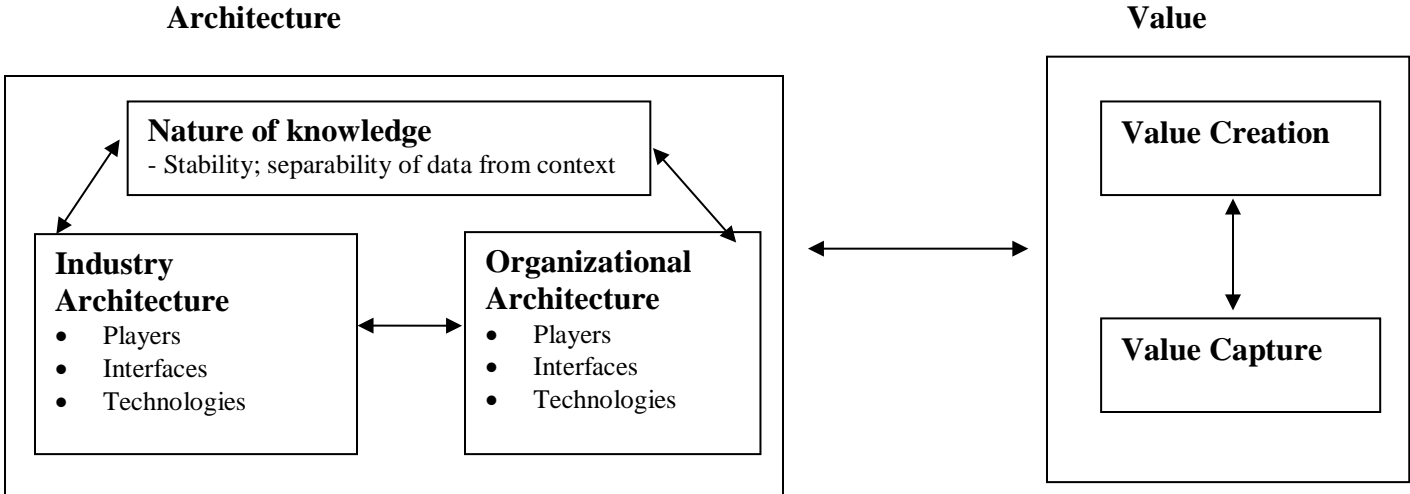 Architecture
Value
Nature of knowledge
- Stability; separability of data from context
Industry
Architecture
• Players
• Interfaces
• Technologies
Organizational
Architecture
• Players
• Interfaces
• Technologies
Value Creation
Value Capture